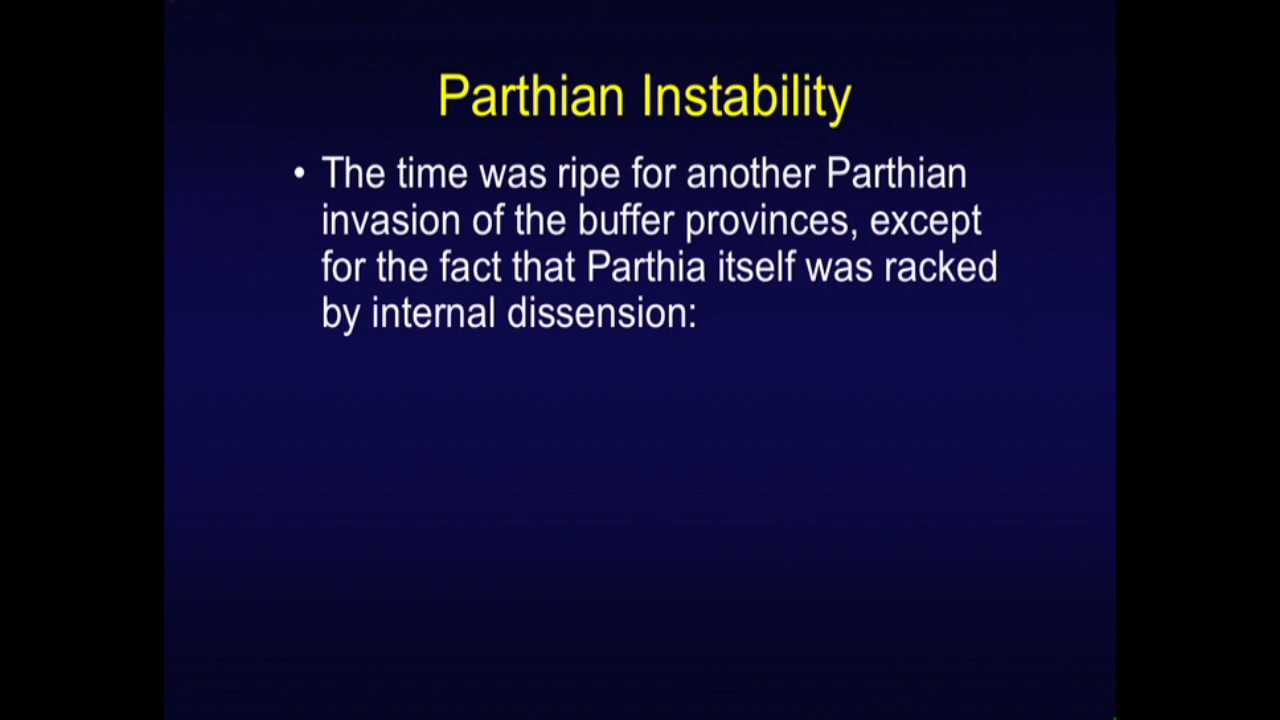 Parthian Instability
• The time was ripe for another Parthian
invasion of the buffer provinces, except
for the fact that Parthia itself was racked
by internal dissension: